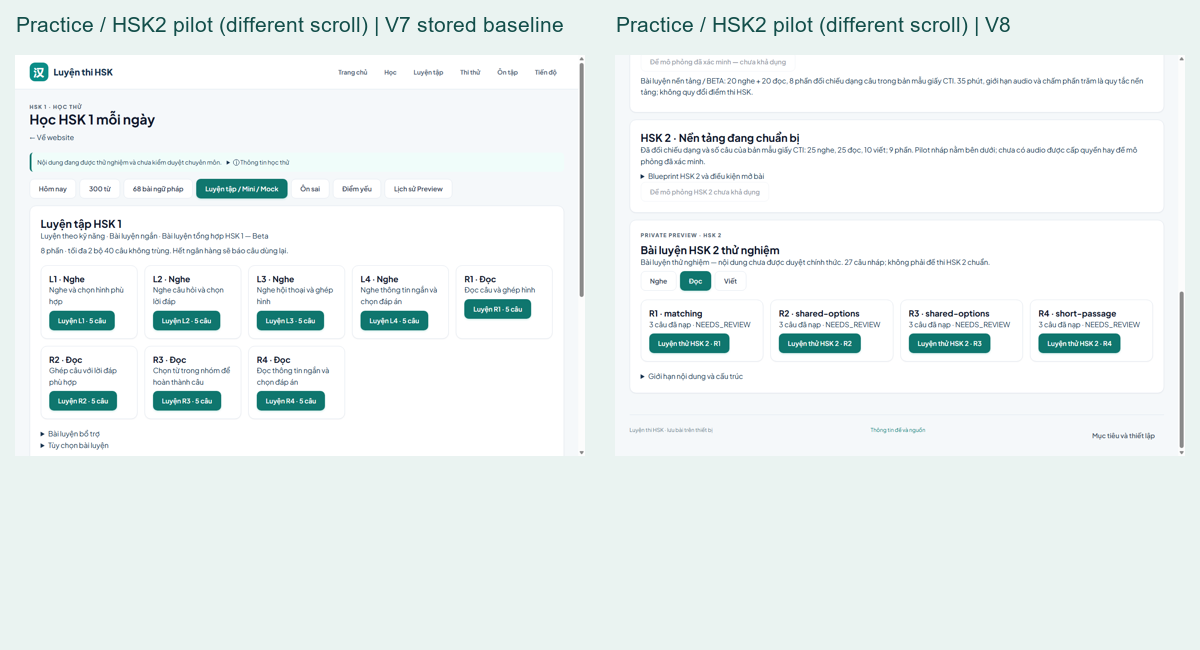 Practice / HSK2 pilot (different scroll) | V7 stored baseline
汉 Luyện thi HSK
Trang chủ Học Luyện tập Thi thử Ôn tập Tiến độ
HSK 1 · HỌC THỬ
Học HSK 1 mỗi ngày
← Về website
Nội dung đang được thử nghiệm và chưa kiểm duyệt chuyên môn. ▶ ⓘ Thông tin học thử
Hôm nay 300 từ 68 bài ngữ pháp Luyện tập / Mini / Mock Ôn sai Điểm yếu Lịch sử Preview
Luyện tập HSK 1
Luyện theo kỹ năng · Bài luyện ngắn · Bài luyện tổng hợp HSK 1 — Beta
8 phần · tối đa 2 bộ 40 câu không trùng. Hết ngân hàng sẽ báo câu dùng lại.
L1 · Nghe
Nghe và chọn hình phù
hợp
Luyện L1 · 5 câu
L2 · Nghe
Nghe câu hỏi và chọn
lời đáp
Luyện L2 · 5 câu
L3 · Nghe
Nghe hội thoại và ghép
hình
Luyện L3 · 5 câu
L4 · Nghe
Nghe thông tin ngắn và
chọn đáp án
Luyện L4 · 5 câu
R1 · Đọc
Đọc câu và ghép hình
Luyện R1 · 5 câu
R2 · Đọc
Ghép câu với lời đáp
phù hợp
Luyện R2 · 5 câu
R3 · Đọc
Chọn từ trong nhóm để
hoàn thành câu
Luyện R3 · 5 câu
R4 · Đọc
Đọc thông tin ngắn và
chọn đáp án
Luyện R4 · 5 câu
▶ Bài luyện bổ trợ
▶ Tùy chọn bài luyện
Practice / HSK2 pilot (different scroll) | V8
Đề mô phỏng đã xác minh — chưa khả dụng
Bài luyện nền tảng / BETA: 20 nghe + 20 đọc, 8 phần đối chiếu dạng câu trong bản mẫu giấy CTI. 35 phút, giới hạn audio và chấm phần trăm là quy tắc nền
tảng; không quy đổi điểm thi HSK.
HSK 2 · Nền tảng đang chuẩn bị
Đã đối chiếu dạng và số câu của bản mẫu giấy CTI: 25 nghe, 25 đọc, 10 viết; 9 phần. Pilot nháp nằm bên dưới; chưa có audio được cấp quyền hay đề mô
phỏng đã xác minh.
▶ Blueprint HSK 2 và điều kiện mở bài
Đề mô phỏng HSK 2 chưa khả dụng
PRIVATE PREVIEW · HSK 2
Bài luyện HSK 2 thử nghiệm
Bài luyện thử nghiệm — nội dung chưa được duyệt chính thức. 27 câu nháp; không phải đề thi HSK 2 chuẩn.
Nghe Đọc Viết
R1 · matching
3 câu đã nạp · NEEDS_REVIEW
Luyện thử HSK 2 · R1
R2 · shared-options
3 câu đã nạp · NEEDS_REVIEW
Luyện thử HSK 2 · R2
R3 · shared-options
3 câu đã nạp · NEEDS_REVIEW
Luyện thử HSK 2 · R3
R4 · short-passage
3 câu đã nạp · NEEDS_REVIEW
Luyện thử HSK 2 · R4
▶ Giới hạn nội dung và cấu trúc
Luyện thi HSK · lưu bài trên thiết bị
Thông tin đề và nguồn
Mục tiêu và thiết lập